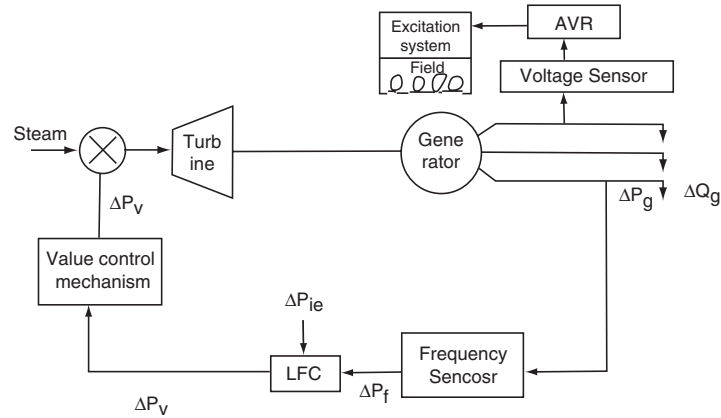 Excitation
system
Field
AVR
Voltage Sensor
Steam
Turb
ine
Gene
rator
ΔPv
ΔPg
ΔQg
Value control
mechanism
ΔPie
LFC
ΔPf
Frequency
Sencosr
ΔPv